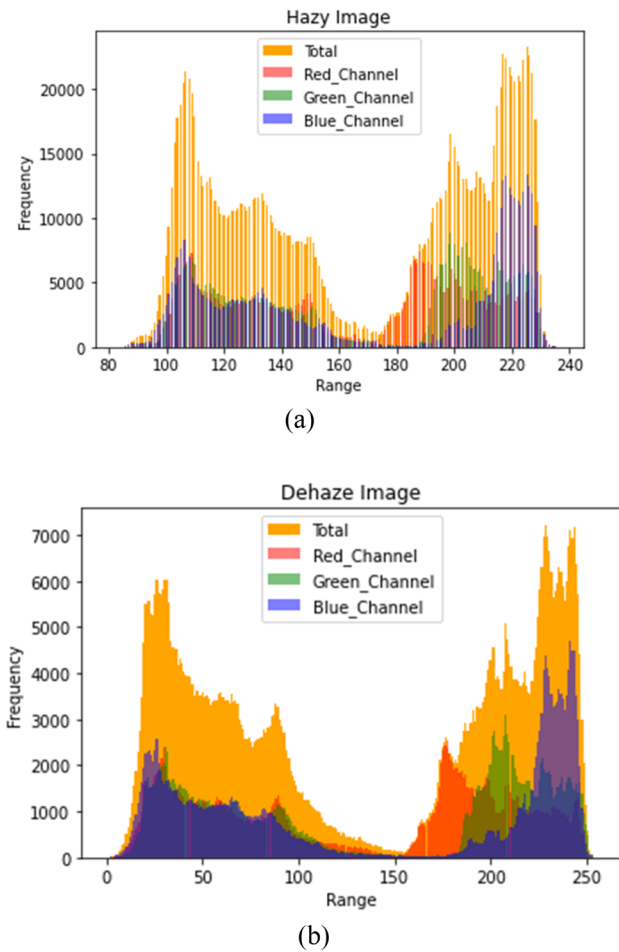 Hazy Image
Total
Red_Channel
Green_Channel
Blue_Channel
Frequency
20000
15000
10000
5000
0
80 100 120 140 160 180 200 220 240
Range
(a)
Dehaze Image
Total
Red_Channel
Green_Channel
Blue_Channel
Frequency
7000
6000
5000
4000
3000
2000
1000
0
0 50 100 150 200 250
Range
(b)